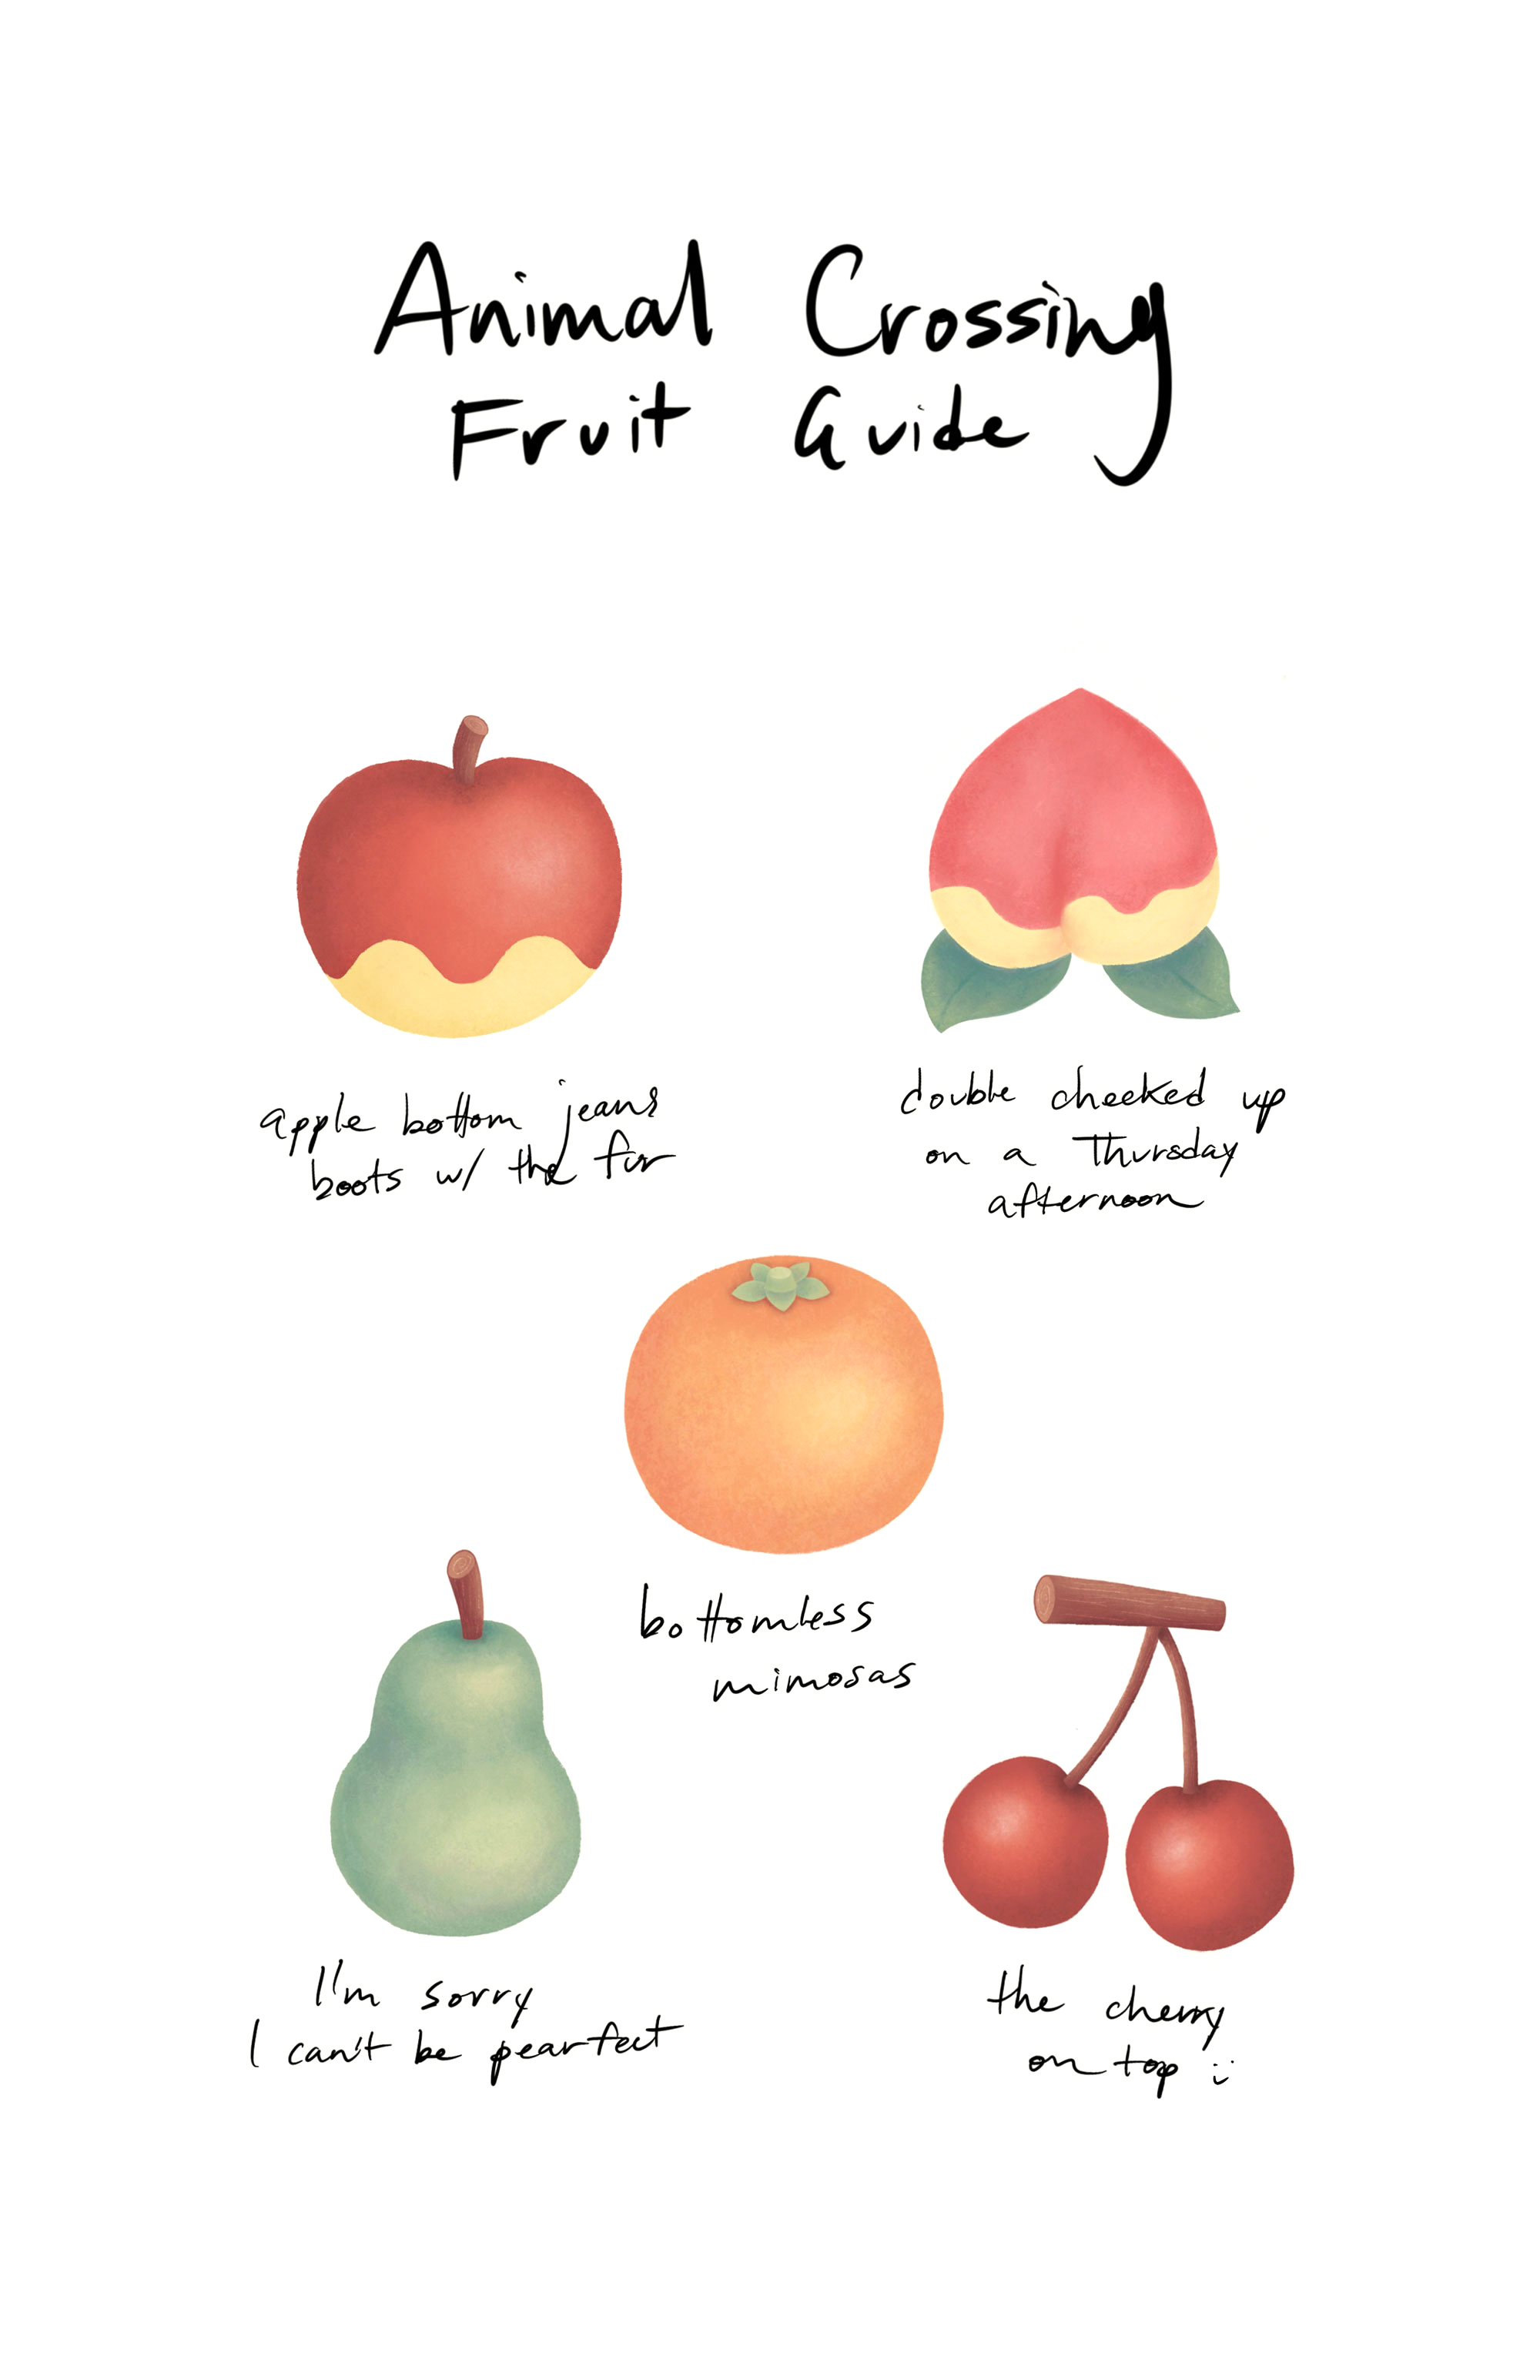 Animal Crossing
Fruit Guide
apple bottom jeans
boots w/ the fur
double cheeked up
on a Thursday
afternoon
bottomless
mimosas
I'm sorry
I can't be pearfect
the cherry
on top :)